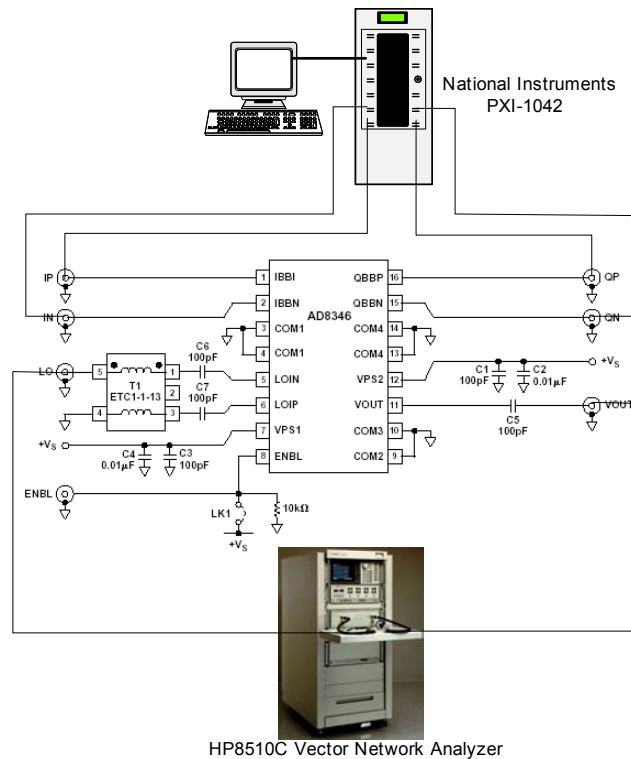 National Instruments
PXI-1042
IP
IN
LO
1 IBBI
2 IBBN
3 COM1
4 COM1
5 LOIN
6 LOIP
7 VPS1
8 ENBL
AD8346
QBBP 16
QBBN 15
COM4 14
COM4 13
VPS2 12
VOUT 11
COM3 10
COM2 9
QP
QN
+VS
C1
100pF
C2
0.01µF
VOUT
C5
100pF
C6
100pF
C7
100pF
5
4
1
2
3
T1
ETC1-1-13
+VS
C4
0.01µF
C3
100pF
ENBL
LK1
10kΩ
+VS
HP8510C Vector Network Analyzer